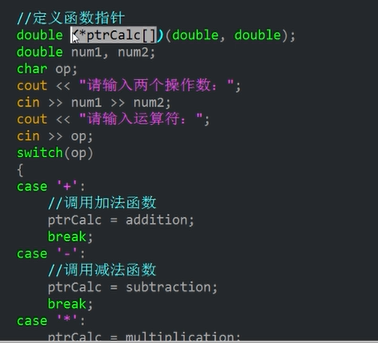 //定义函数指针
double (*ptrCalc[])(double, double);
double num1, num2;
char op;
cout << "请输入两个操作数：";
cin >> num1 >> num2;
cout << "请输入运算符：";
cin >> op;
switch(op)
{
case '+':
//调用加法函数
ptrCalc = addition;
break;
case '-':
//调用减法函数
ptrCalc = subtraction;
break;
case '*':
ptrCalc = multiplication;